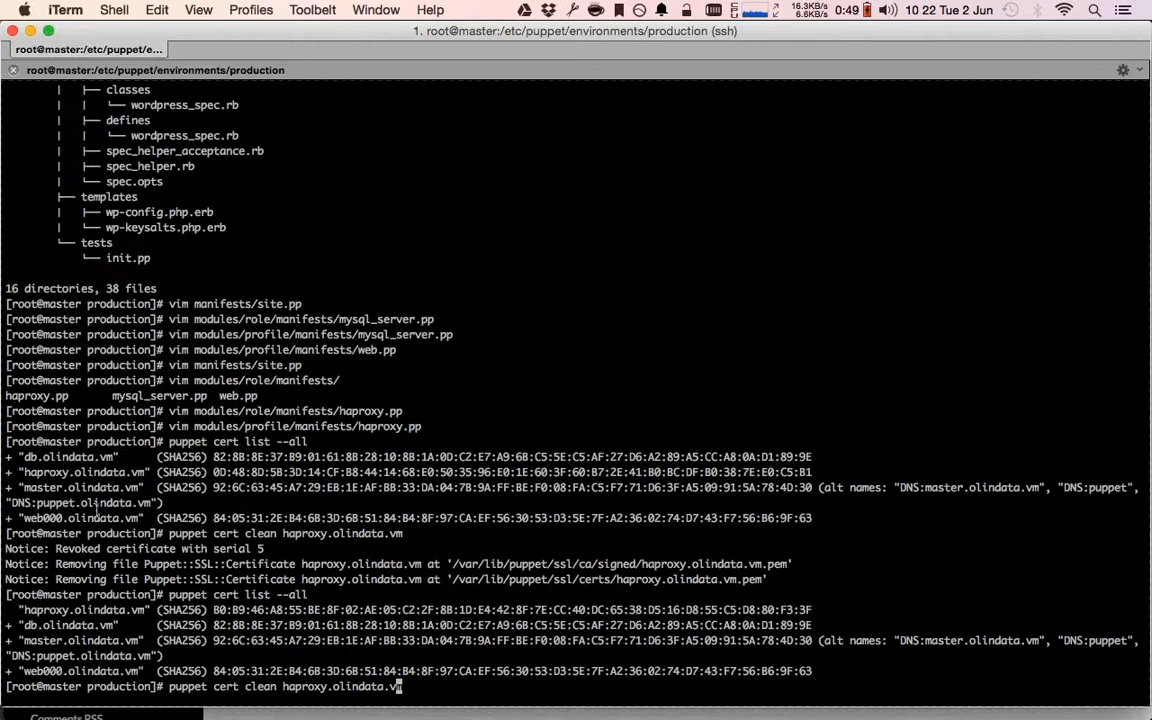 iTerm Shell Edit View Profiles Toolbelt Window Help 16.3KB/s 6.6KB/s 0:49 10 22 Tue 2 Jun
1. root@master:/etc/puppet/environments/production (ssh)
root@master:/etc/puppet/e...
root@master:/etc/puppet/environments/production
| ├── classes
| | └── wordpress_spec.rb
| ├── defines
| | └── wordpress_spec.rb
| ├── spec_helper_acceptance.rb
| ├── spec_helper.rb
| └── spec.opts
├── templates
| ├── wp-config.php.erb
| └── wp-keysalts.php.erb
└── tests
└── init.pp
16 directories, 38 files
[root@master production]# vim manifests/site.pp
[root@master production]# vim modules/role/manifests/mysql_server.pp
[root@master production]# vim modules/profile/manifests/mysql_server.pp
[root@master production]# vim modules/profile/manifests/web.pp
[root@master production]# vim manifests/site.pp
[root@master production]# vim modules/role/manifests/
haproxy.pp mysql_server.pp web.pp
[root@master production]# vim modules/role/manifests/haproxy.pp
[root@master production]# vim modules/profile/manifests/haproxy.pp
[root@master production]# puppet cert list --all
+ "db.olindata.vm" (SHA256) 82:8B:8E:37:B9:01:61:8B:28:10:8B:1A:0D:C2:E7:A9:6B:C5:5E:C5:AF:27:D6:A2:89:A5:CC:A8:0A:D1:89:9E
+ "haproxy.olindata.vm" (SHA256) 0D:48:8D:5B:3D:14:CF:B8:44:14:68:E0:50:35:96:E0:1E:60:3F:60:B7:2E:41:B0:BC:DF:B0:38:7E:E0:C5:B1
+ "master.olindata.vm" (SHA256) 92:6C:63:45:A7:29:EB:1E:AF:BB:33:DA:04:7B:9A:FF:BE:F0:08:FA:C5:F7:71:D6:3F:A5:09:91:5A:78:4D:30 (alt names: "DNS:master.olindata.vm", "DNS:puppet",
"DNS:puppet.olindata.vm")
+ "web000.olindata.vm" (SHA256) 84:05:31:2E:B4:6B:3D:6B:51:84:B4:8F:97:CA:EF:56:30:53:D3:5E:7F:A2:36:02:74:D7:43:F7:56:B6:9F:63
[root@master production]# puppet cert clean haproxy.olindata.vm
Notice: Revoked certificate with serial 5
Notice: Removing file Puppet::SSL::Certificate haproxy.olindata.vm at '/var/lib/puppet/ssl/ca/signed/haproxy.olindata.vm.pem'
Notice: Removing file Puppet::SSL::Certificate haproxy.olindata.vm at '/var/lib/puppet/ssl/certs/haproxy.olindata.vm.pem'
[root@master production]# puppet cert list --all
"haproxy.olindata.vm" (SHA256) B0:B9:46:A8:55:BE:8F:02:AE:05:C2:2F:8B:1D:E4:42:8F:7E:CC:40:DC:65:38:D5:16:D8:55:C5:D8:80:F3:3F
+ "db.olindata.vm" (SHA256) 82:8B:8E:37:B9:01:61:8B:28:10:8B:1A:0D:C2:E7:A9:6B:C5:5E:C5:AF:27:D6:A2:89:A5:CC:A8:0A:D1:89:9E
+ "master.olindata.vm" (SHA256) 92:6C:63:45:A7:29:EB:1E:AF:BB:33:DA:04:7B:9A:FF:BE:F0:08:FA:C5:F7:71:D6:3F:A5:09:91:5A:78:4D:30 (alt names: "DNS:master.olindata.vm", "DNS:puppet",
"DNS:puppet.olindata.vm")
+ "web000.olindata.vm" (SHA256) 84:05:31:2E:B4:6B:3D:6B:51:84:B4:8F:97:CA:EF:56:30:53:D3:5E:7F:A2:36:02:74:D7:43:F7:56:B6:9F:63
[root@master production]# puppet cert clean haproxy.olindata.vm
Comments RSS